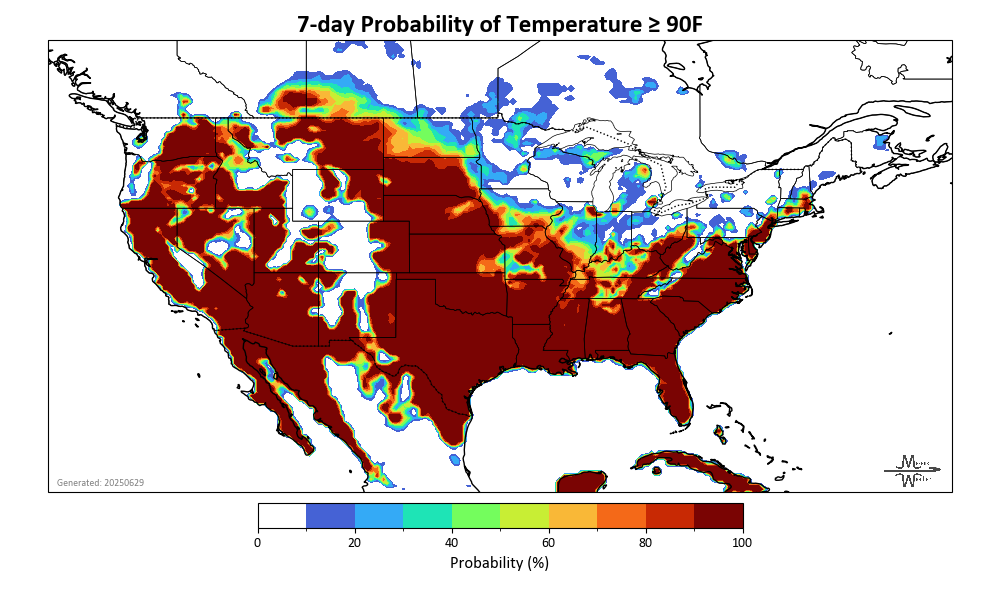 7-day Probability of Temperature ≥ 90F
Generated: 20250629
0 20 40 60 80 100
Probability (%)